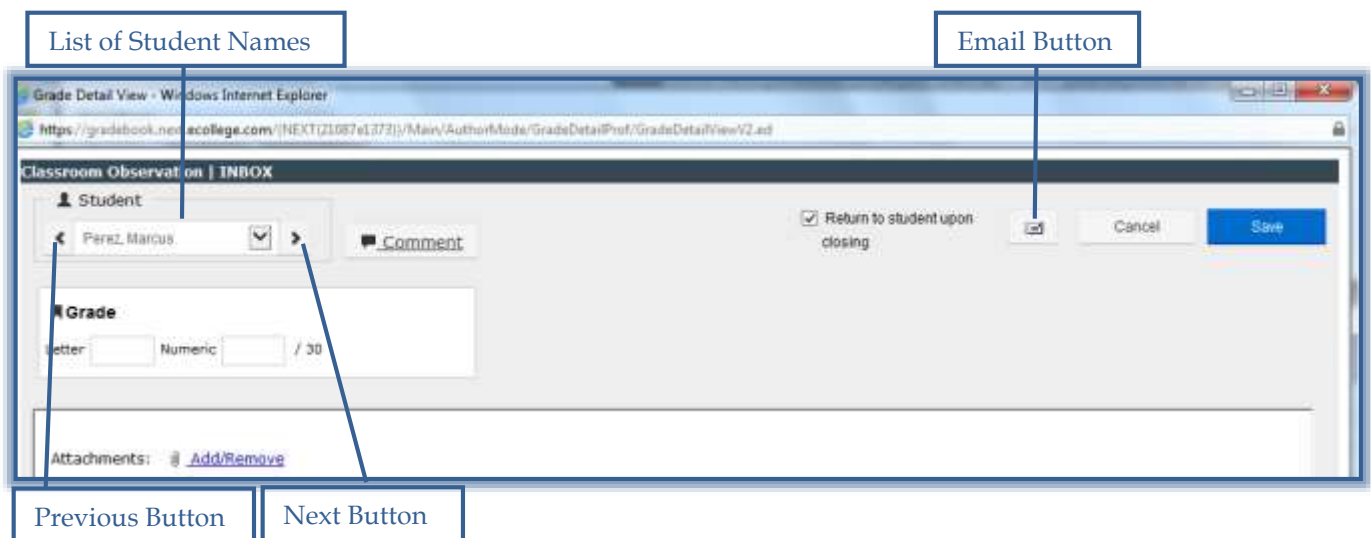 List of Student Names
Email Button
Grade Detail View - Windows Internet Explorer
Classroom Observation | INBOX
Student
Perez, Marcus
Comment
Return to student upon
closing
Cancel
Save
Grade
Letter Numeric / 30
Attachments: Add/Remove
Previous Button
Next Button